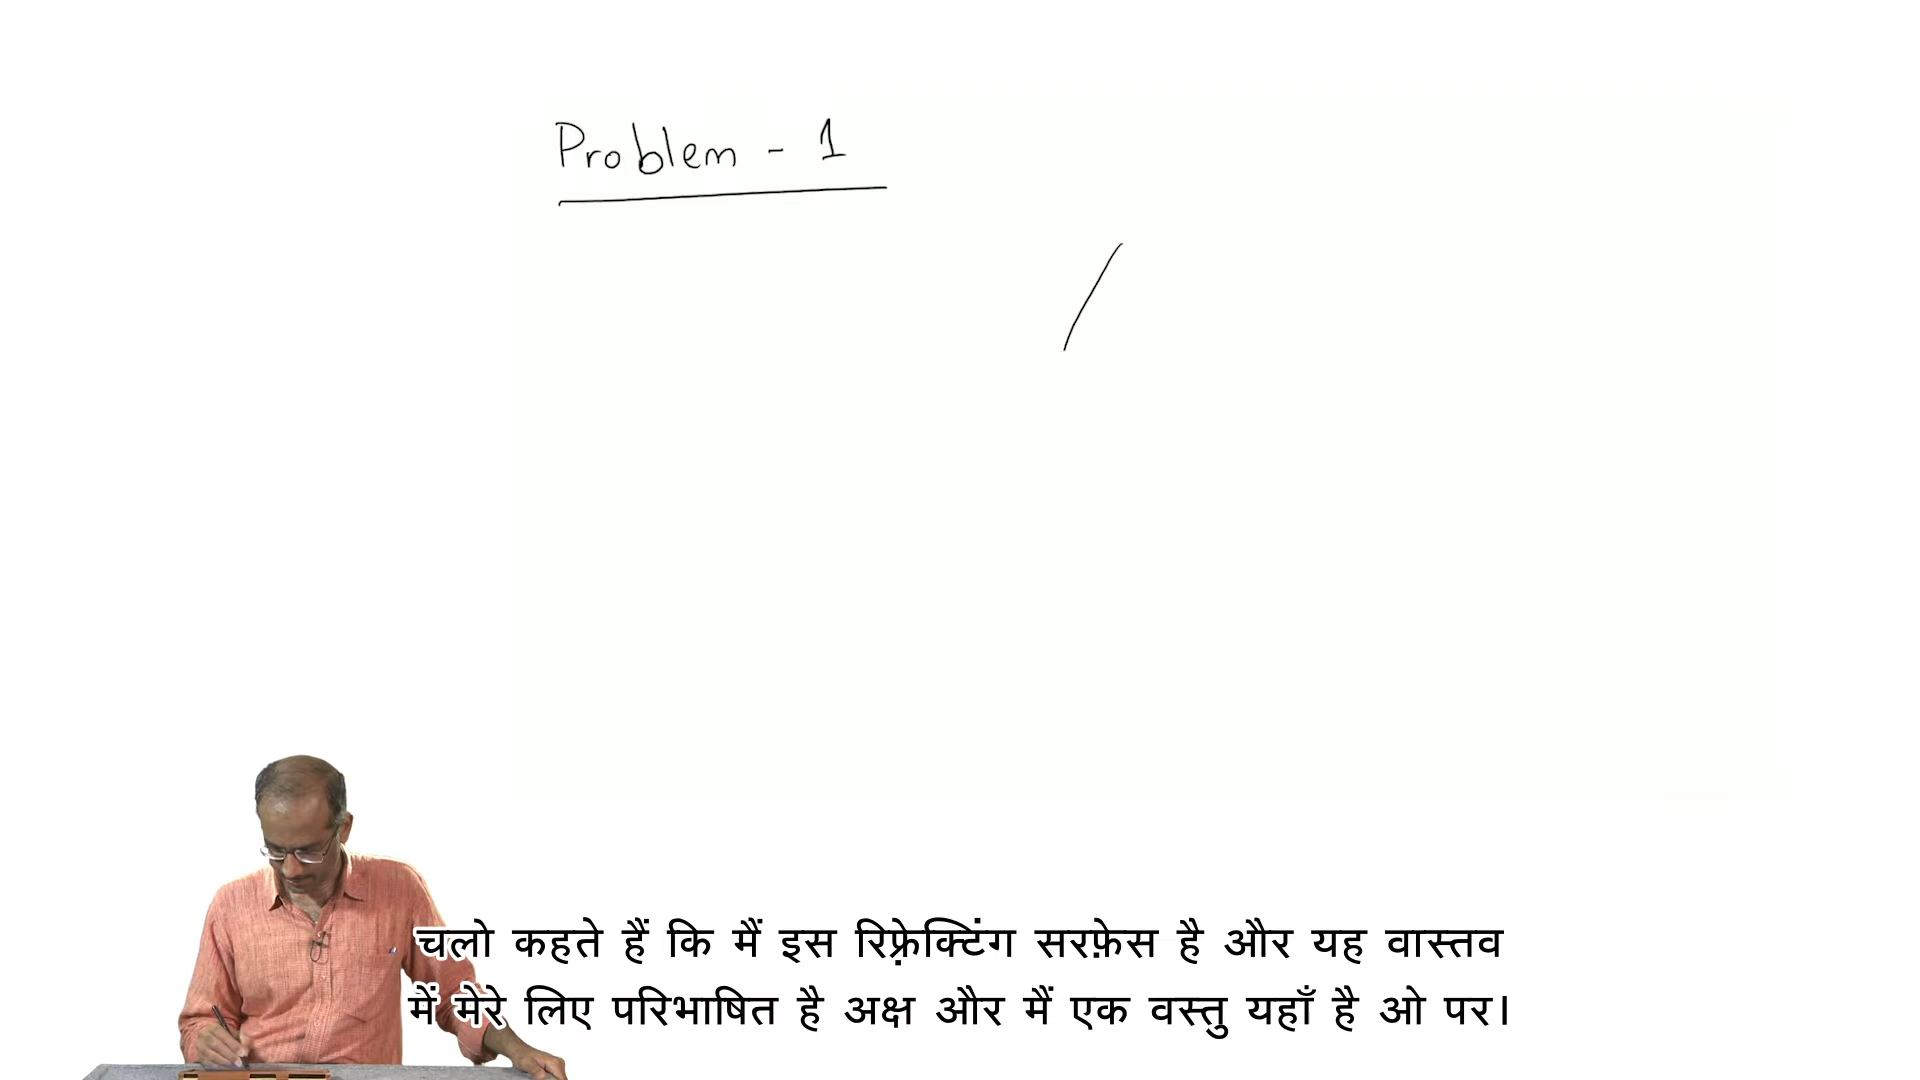 Problem - 1
चलो कहते हैं कि मैं इस रिफ़्रेक्टिंग सरफ़ेस है और यह वास्तव
में मेरे लिए परिभाषित है अक्ष और मैं एक वस्तु यहाँ है ओ पर।